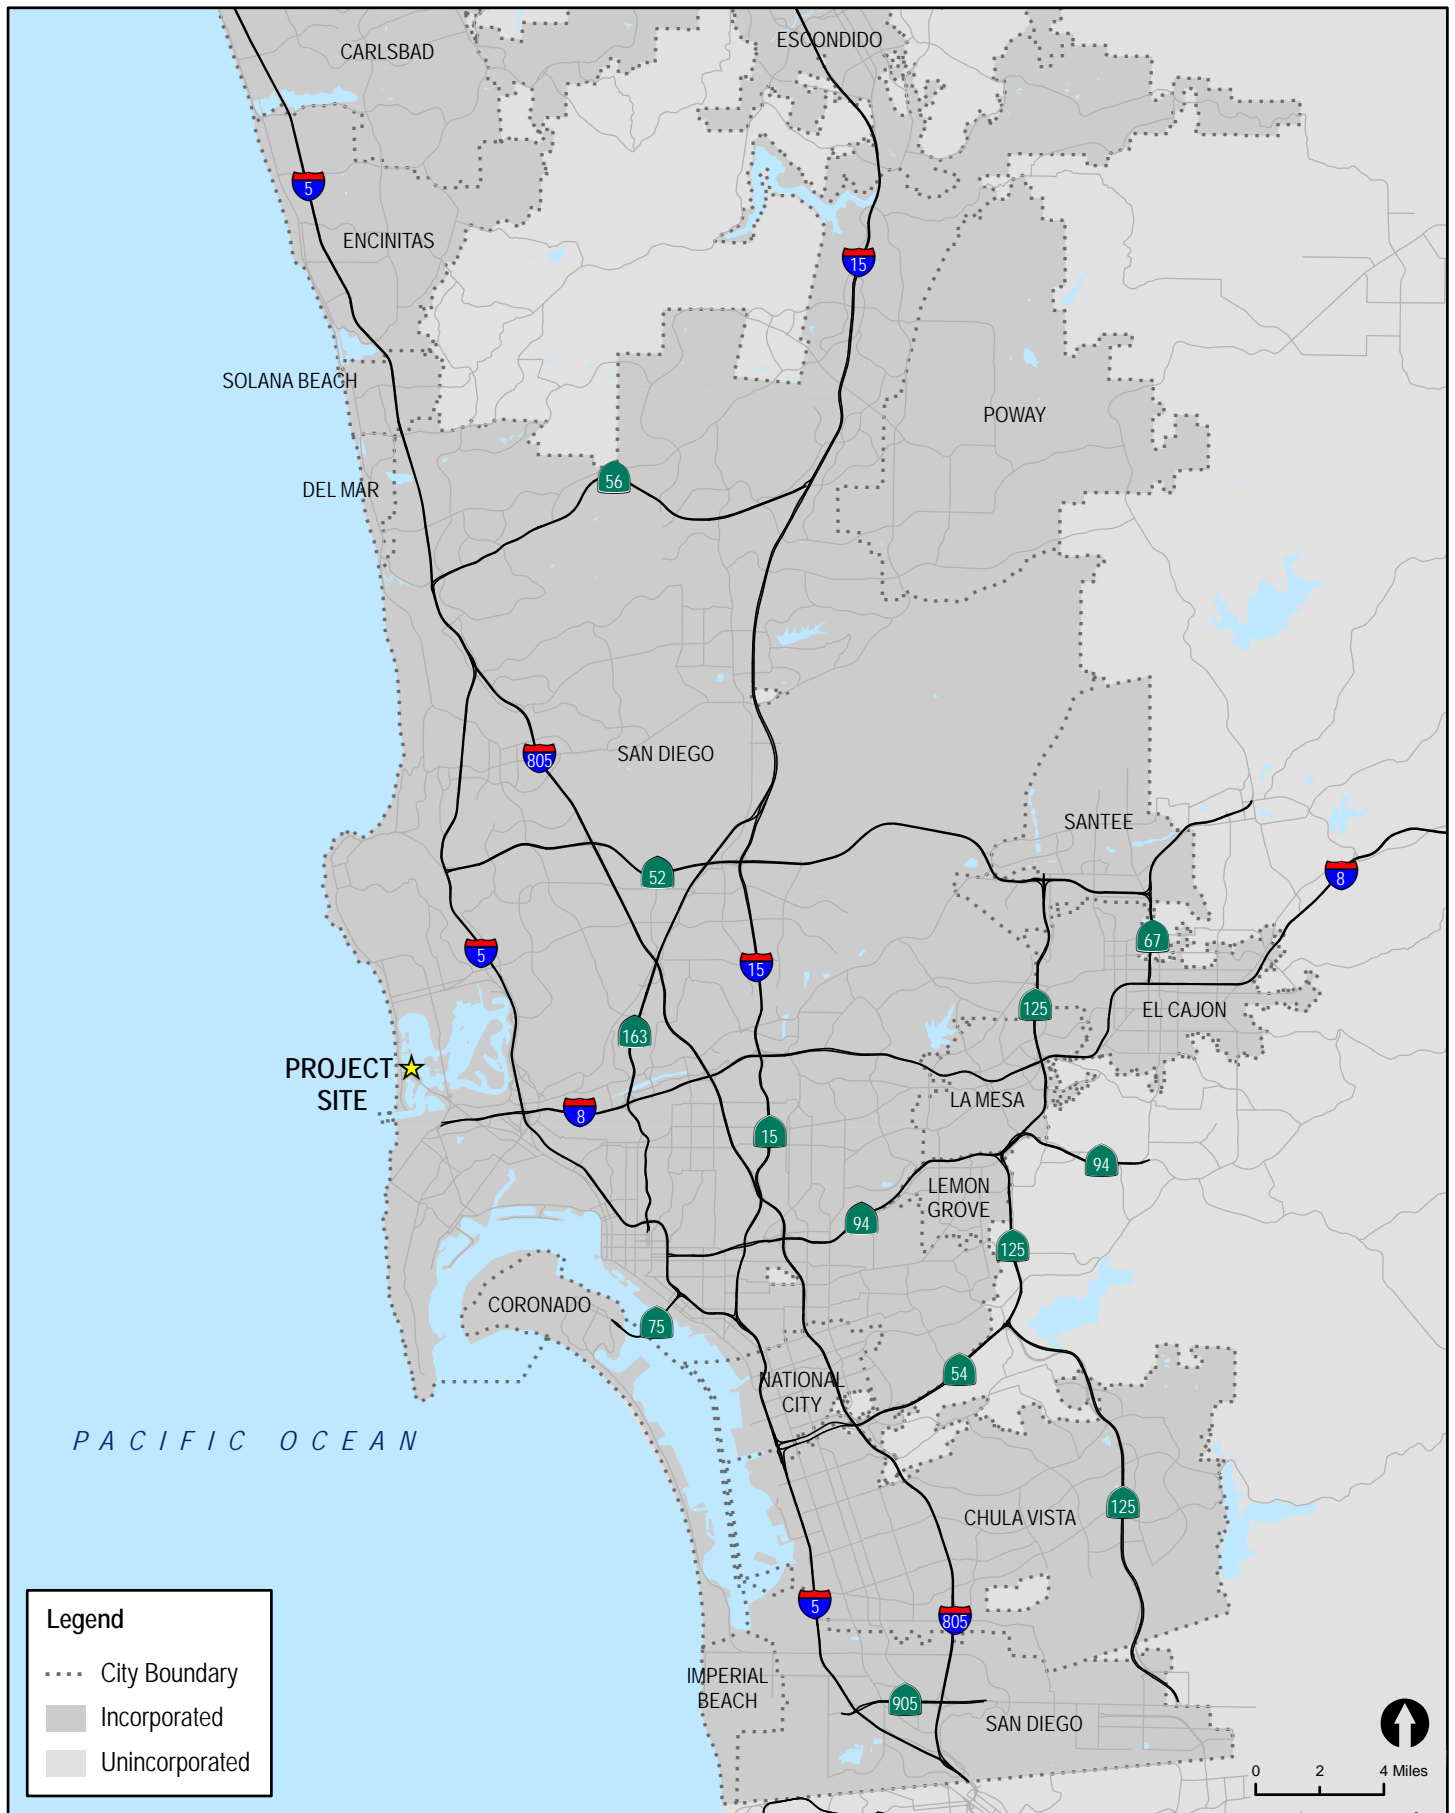 CARLSBAD
ESCONDIDO
5
ENCINITAS
15
SOLANA BEACH
POWAY
DEL MAR
56
805
SAN DIEGO
SANTEE
52
8
67
5
15
125
EL CAJON
163
PROJECT
SITE
LA MESA
8
15
94
LEMON
GROVE
94
125
CORONADO
75
54
NATIONAL
CITY
PACIFIC OCEAN
125
CHULA VISTA
5
805
IMPERIAL
BEACH
905
SAN DIEGO
Legend
City Boundary
Incorporated
Unincorporated
0 2 4 Miles